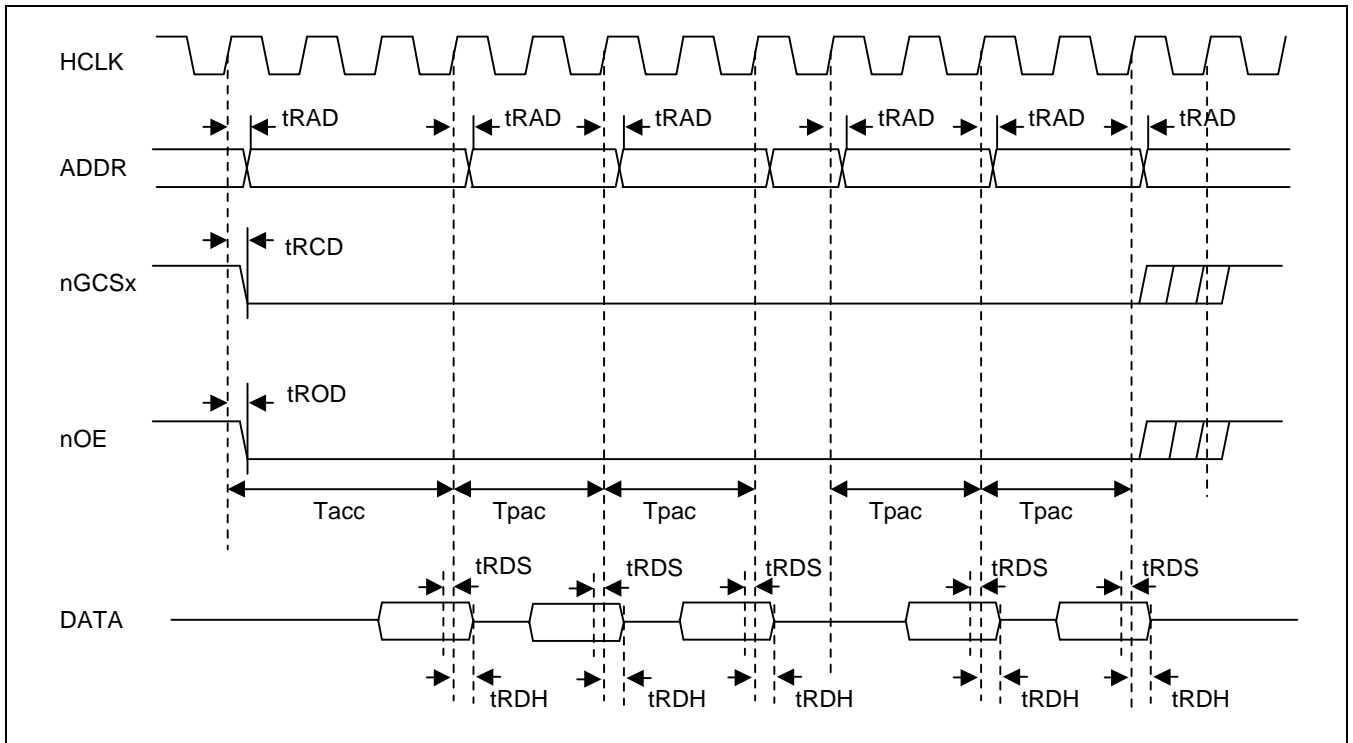 HCLK
tRAD tRAD tRAD tRAD tRAD tRAD
ADDR
tRCD
nGCSx
tROD
nOE
Tacc Tpac Tpac Tpac Tpac
tRDS tRDS tRDS tRDS tRDS
DATA
tRDH tRDH tRDH tRDH tRDH